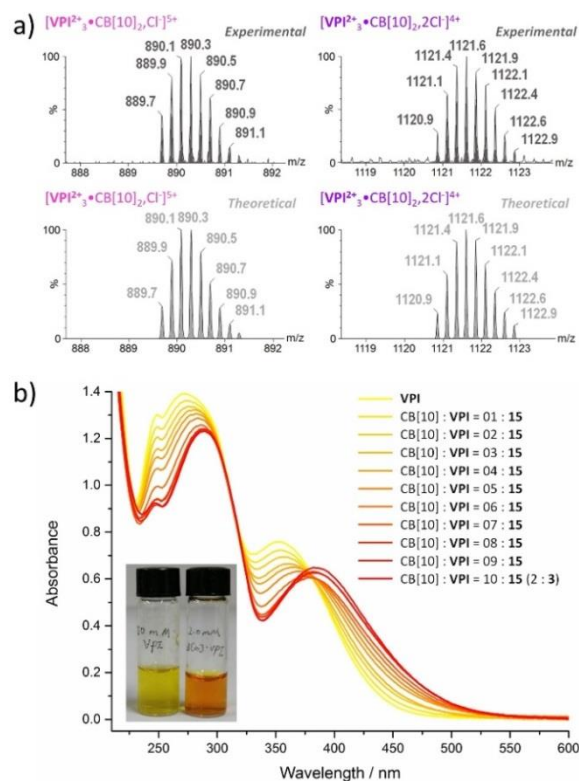 a)
[VPI²⁺₃•CB[10]₂,Cl⁻]⁵⁺
Experimental
100
%
0
889.7
889.9
890.1
890.3
890.5
890.7
890.9
891.1
888 889 890 891 892 m/z
[VPI²⁺₃•CB[10]₂,2Cl⁻]⁴⁺
Experimental
100
%
0
1120.9
1121.1
1121.4
1121.6
1121.9
1122.1
1122.4
1122.6
1122.9
1119 1120 1121 1122 1123 m/z
[VPI²⁺₃•CB[10]₂,Cl⁻]⁵⁺
Theoretical
100
%
0
889.7
889.9
890.1
890.3
890.5
890.7
890.9
891.1
888 889 890 891 892 m/z
[VPI²⁺₃•CB[10]₂,2Cl⁻]⁴⁺
Theoretical
100
%
0
1120.9
1121.1
1121.4
1121.6
1121.9
1122.1
1122.4
1122.6
1122.9
1119 1120 1121 1122 1123 m/z
b)
1.4
1.2
1.0
0.8
0.6
0.4
0.2
0.0
Absorbance
VPI
CB[10] : VPI = 01 : 15
CB[10] : VPI = 02 : 15
CB[10] : VPI = 03 : 15
CB[10] : VPI = 04 : 15
CB[10] : VPI = 05 : 15
CB[10] : VPI = 06 : 15
CB[10] : VPI = 07 : 15
CB[10] : VPI = 08 : 15
CB[10] : VPI = 09 : 15
CB[10] : VPI = 10 : 15 (2 : 3)
250 300 350 400 450 500 550 600
Wavelength / nm